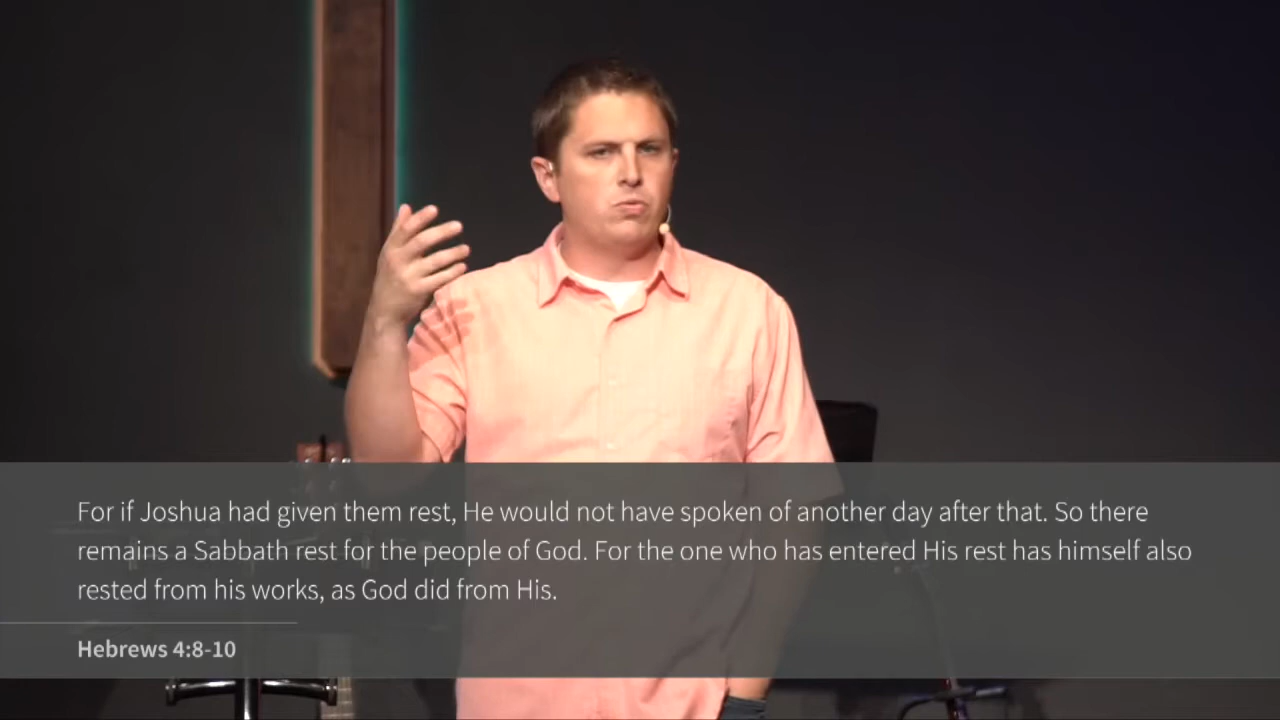 For if Joshua had given them rest, He would not have spoken of another day after that. So there
remains a Sabbath rest for the people of God. For the one who has entered His rest has himself also
rested from his works, as God did from His.
Hebrews 4:8-10